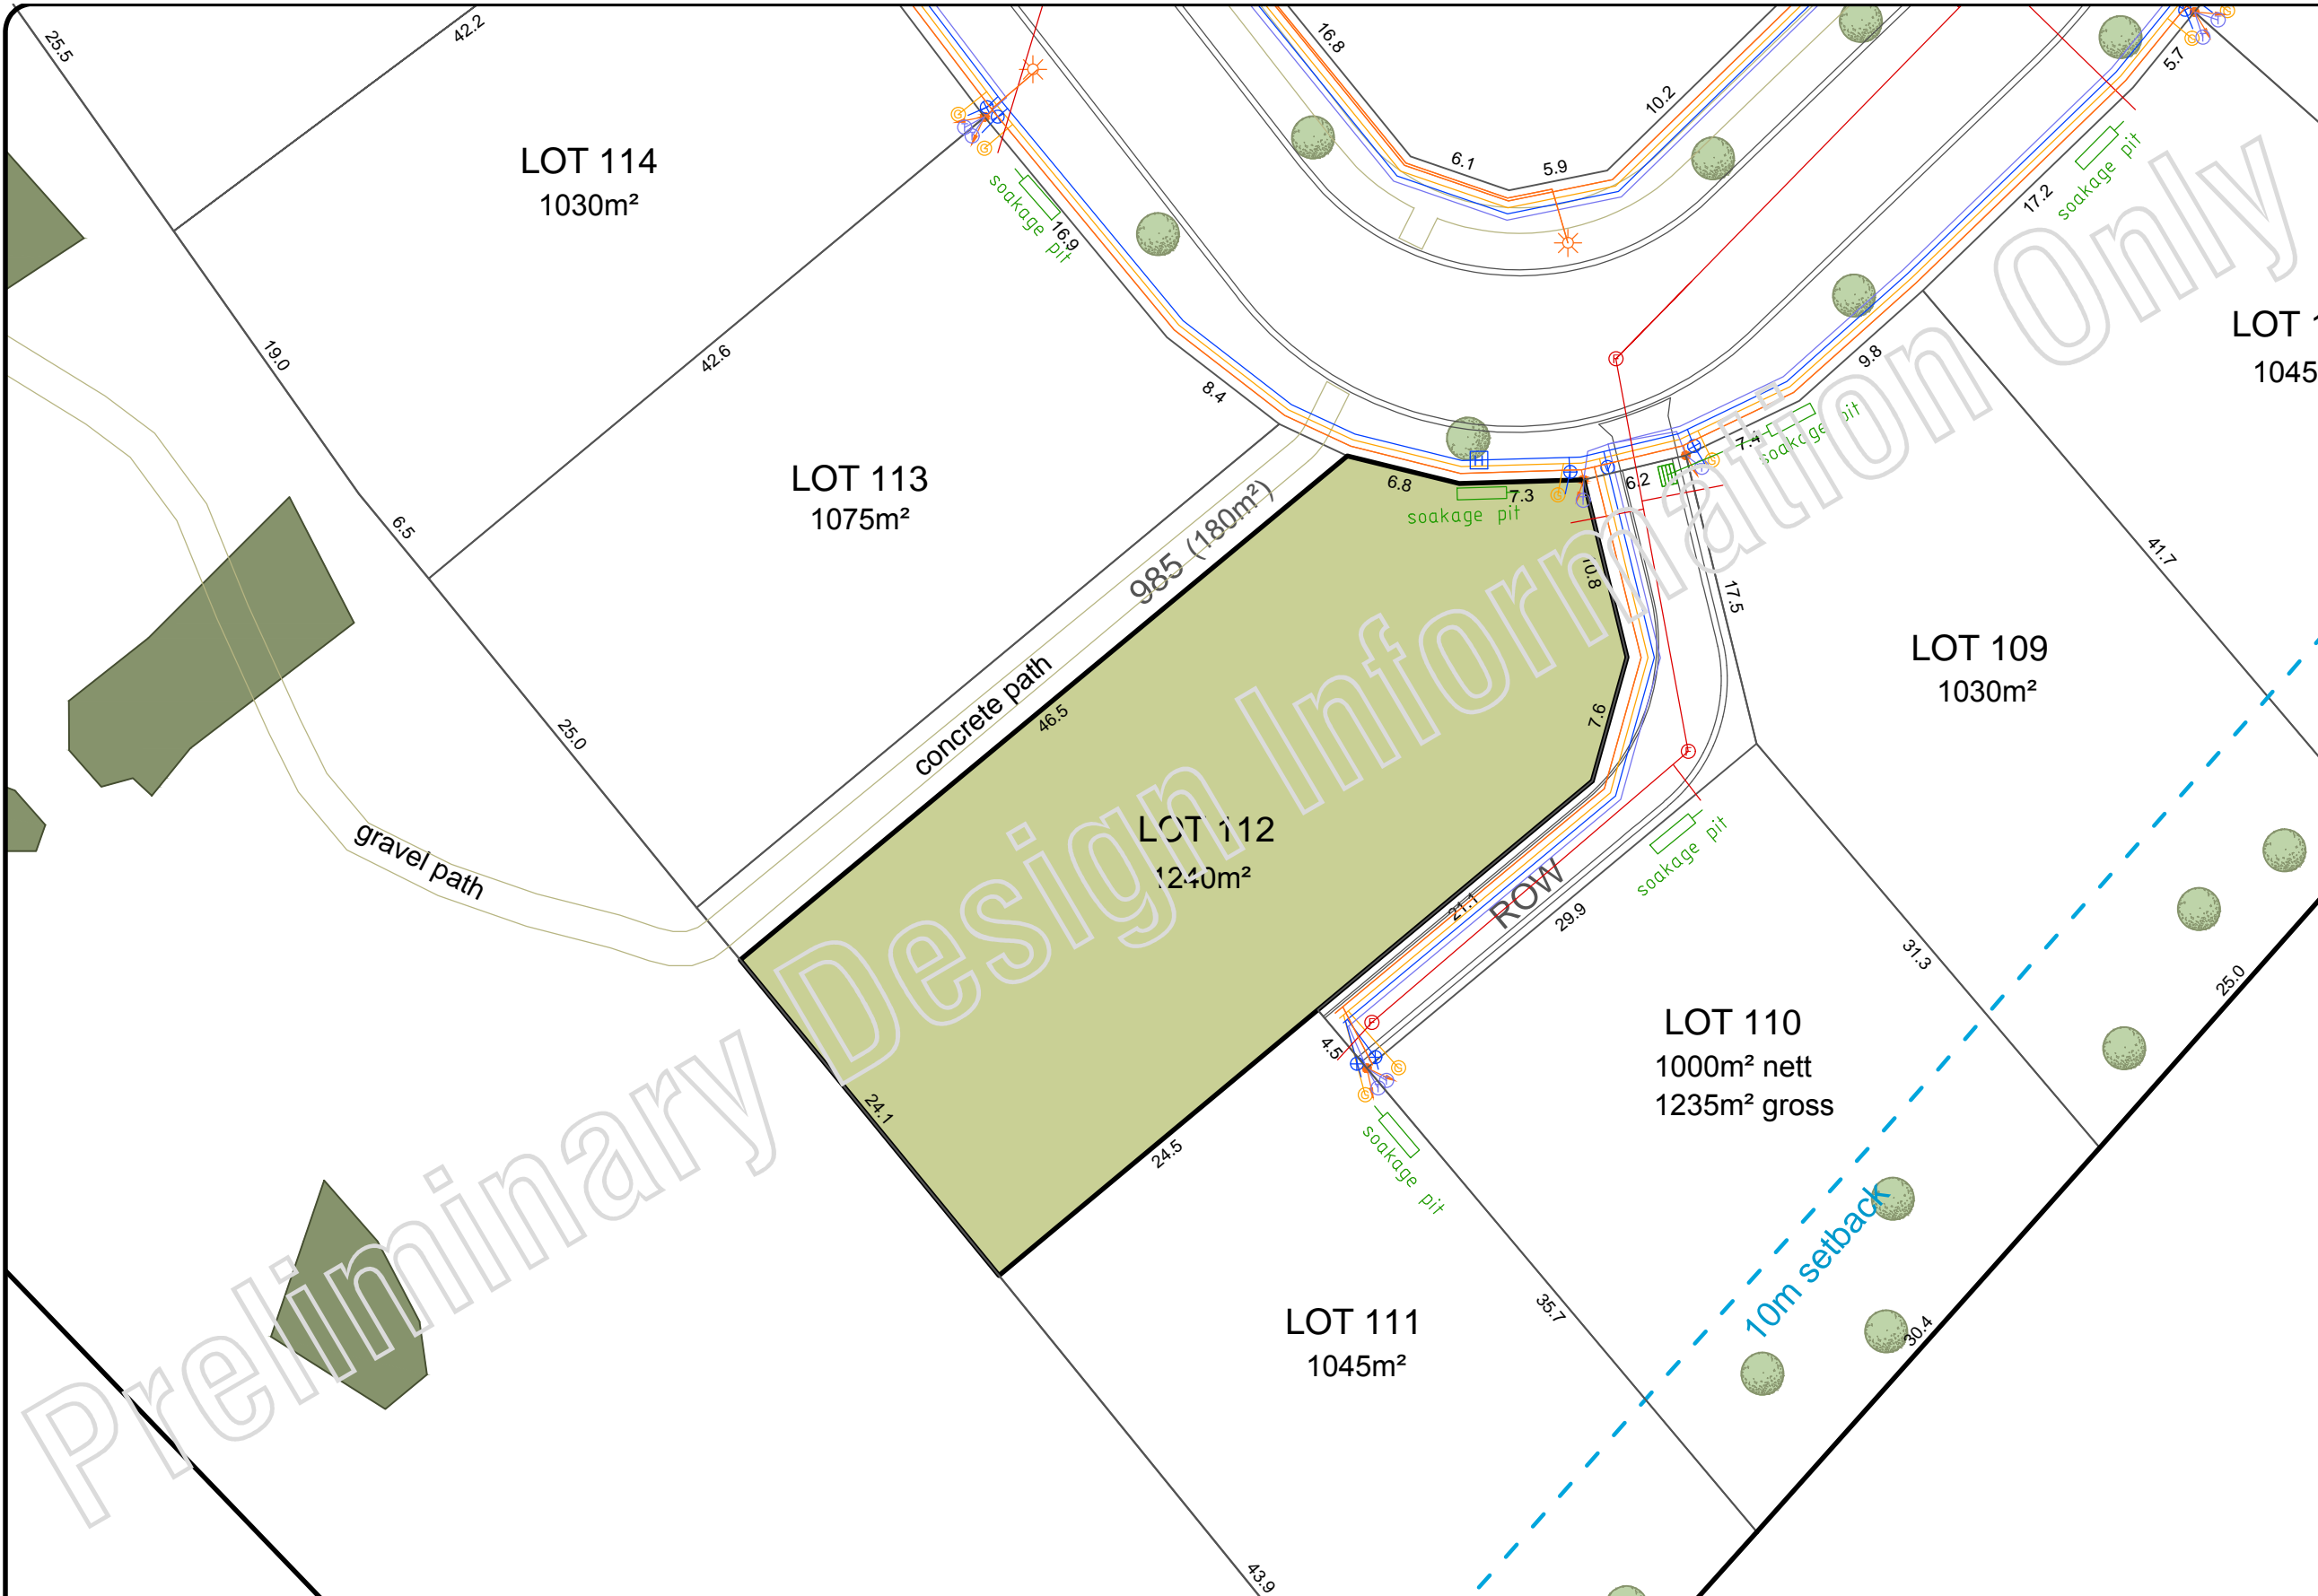 25.5
42.2
16.8
5.7
10.2
6.1
5.9
LOT 114
1030m²
soakage pit
16.9
soakage pit
17.2
19.0
42.6
8.4
9.8
LOT 1
1045
LOT 113
1075m²
985 (180m²)
6.8
7.3
soakage pit
6.2
7.4
soakage pit
H
F
6.5
10.8
17.5
41.7
concrete path
46.5
7.6
LOT 109
1030m²
25.0
gravel path
LOT 112
1240m²
F
soakage pit
21.1
ROW
29.9
31.3
25.0
LOT 110
1000m² nett
1235m² gross
4.5
F
24.1
24.5
soakage pit
10m setback
LOT 111
1045m²
35.7
30.4
43.9
Preliminary Design Information Only